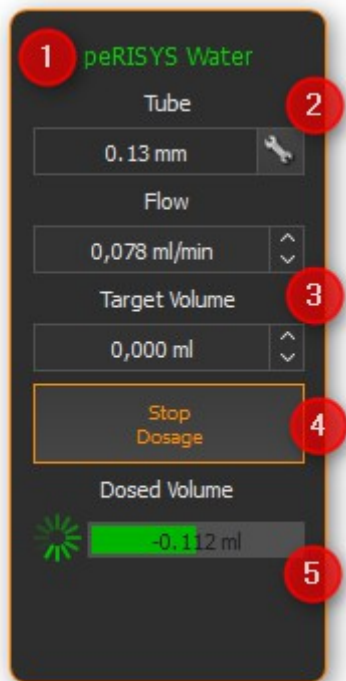 1
peRISYS Water
Tube
2
0.13 mm
Flow
0,078 ml/min
Target Volume
3
0,000 ml
Stop
Dosage
4
Dosed Volume
-0.112 ml
5